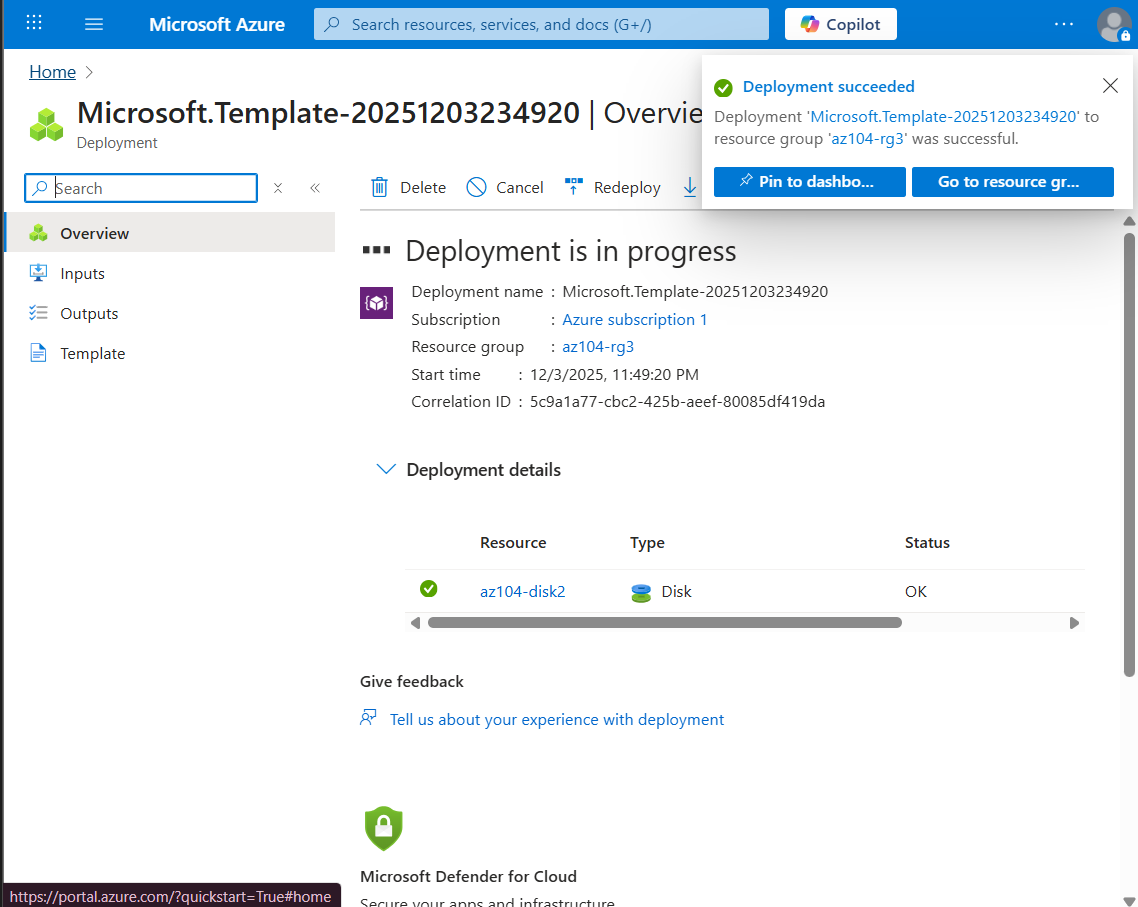 Microsoft Azure
Search resources, services, and docs (G+/)
Copilot
Home
Microsoft.Template-20251203234920 | Overvie
Deployment
Deployment succeeded
Deployment 'Microsoft.Template-20251203234920' to
resource group 'az104-rg3' was successful.
Pin to dashbo...
Go to resource gr...
Search
Delete
Cancel
Redeploy
Overview
Inputs
Outputs
Template
Deployment is in progress
Deployment name : Microsoft.Template-20251203234920
Subscription : Azure subscription 1
Resource group : az104-rg3
Start time : 12/3/2025, 11:49:20 PM
Correlation ID : 5c9a1a77-cbc2-425b-aeef-80085df419da
Deployment details
Resource Type Status
az104-disk2 Disk OK
Give feedback
Tell us about your experience with deployment
Microsoft Defender for Cloud
Secure your apps and infrastructure
https://portal.azure.com/?quickstart=True#home